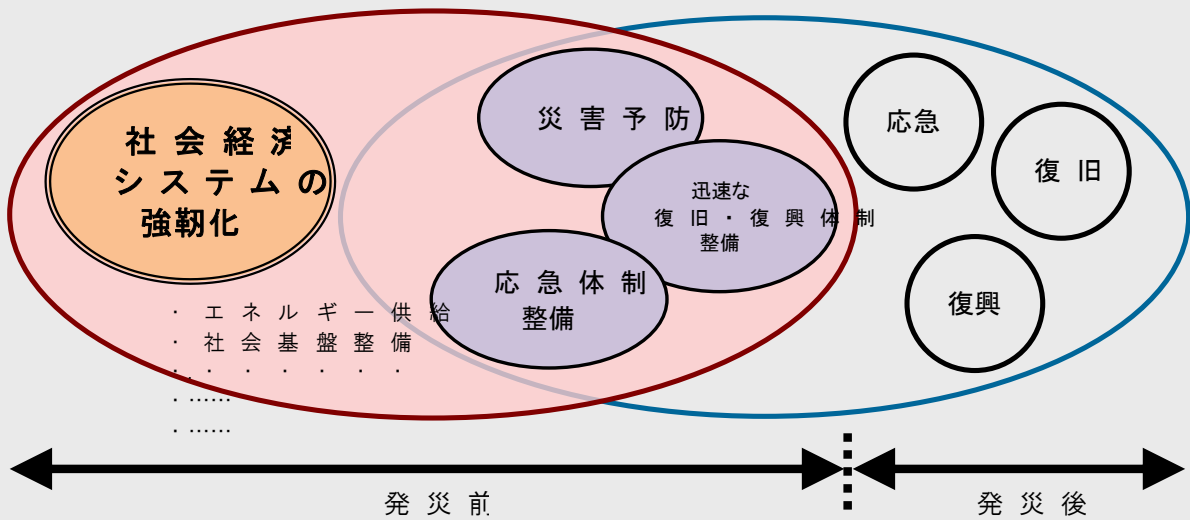 社会経済
システムの
強靭化
・エネルギー供給
・社会基盤整備
・・・・・・・
・……
・……
災害予防
迅速な
復旧・復興体制
整備
応急体制
整備
応急
復旧
復興
発災前
発災後